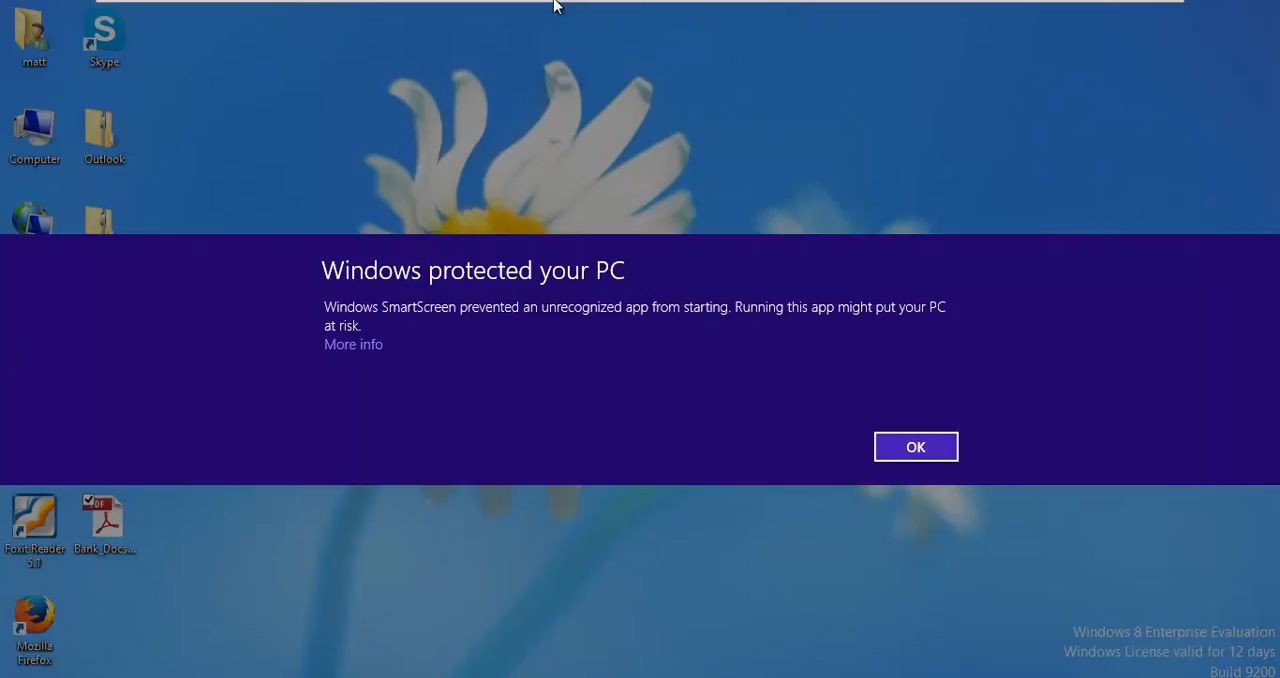 matt
Skype
Computer
Outlook
Windows protected your PC
Windows SmartScreen prevented an unrecognized app from starting. Running this app might put your PC
at risk.
More info
OK
DF
Foxit Reader
5.1
Bank_Docs...
Mozilla
Firefox
Windows 8 Enterprise Evaluation
Windows License valid for 12 days
Build 9200